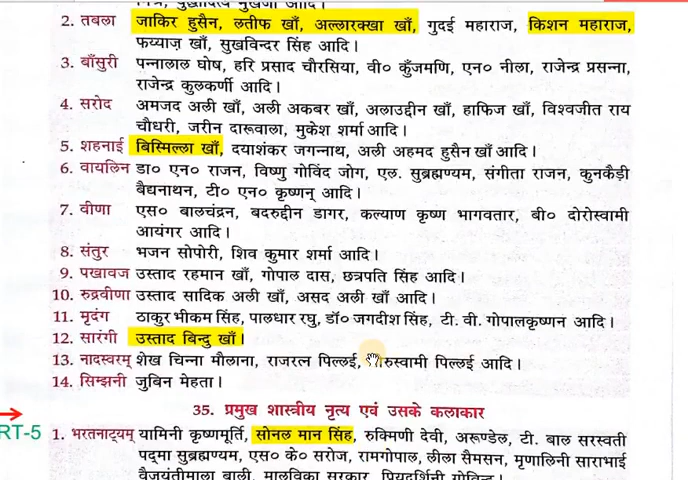 2. तबला जाकिर हुसैन, लतीफ खाँ, अल्लारक्खा खाँ, गुदई महाराज, किशन महाराज,
फय्याज़ खाँ, सुखविन्दर सिंह आदि।
3. बाँसुरी पन्नालाल घोष, हरि प्रसाद चौरसिया, वी० कुँजमणि, एन० नीला, राजेन्द्र प्रसन्ना,
राजेन्द्र कुलकर्णी आदि।
4. सरोद अमजद अली खाँ, अली अकबर खाँ, अलाउद्दीन खाँ, हाफिज खाँ, विश्वजीत राय
चौधरी, जरीन दारूवाला, मुकेश शर्मा आदि।
5. शहनाई बिस्मिल्ला खाँ, दयाशंकर जगन्नाथ, अली अहमद हुसैन खाँ आदि।
6. वायलिन डा० एन० राजन, विष्णु गोविंद जोग, एल. सुब्रह्मण्यम, संगीता राजन, कुनकैड़ी
बैद्यनाथन, टी० एन० कृष्णन् आदि।
7. वीणा एस० बालचंद्रन, बदरुद्दीन डागर, कल्याण कृष्ण भागवतार, बी० दोरोस्वामी
आयंगर आदि।
8. संतुर भजन सोपोरी, शिव कुमार शर्मा आदि।
9. पखावज उस्ताद रहमान खाँ, गोपाल दास, छत्रपति सिंह आदि।
10. रुद्रवीणा उस्ताद सादिक अली खाँ, असद अली खाँ आदि।
11. मृदंग ठाकुर भीकम सिंह, पालधार रघु, डॉ० जगदीश सिंह, टी. वी. गोपालकृष्णन आदि।
12. सारंगी उस्ताद बिन्दु खाँ।
13. नादस्वरम् शेख चिन्ना मौलाना, राजरत्न पिल्लई, पिल्लई आदि।
14. सिम्फ़नी जुबिन मेहता।
35. प्रमुख शास्त्रीय नृत्य एवं उसके कलाकार
RT-5
1. भरतनाट्यम् यामिनी कृष्णमूर्ति, सोनल मान सिंह, रुक्मिणी देवी, अरूण्डेल, टी. बाल सरस्वती
पद्‌मा सुब्रह्मण्यम, एस० के० सरोज, रामगोपाल, लीला सैमसन, मृणालिनी साराभाई
वैजयंतीमाला बाली, मालविका सरकार, प्रियदर्शिनी गोविन्द।